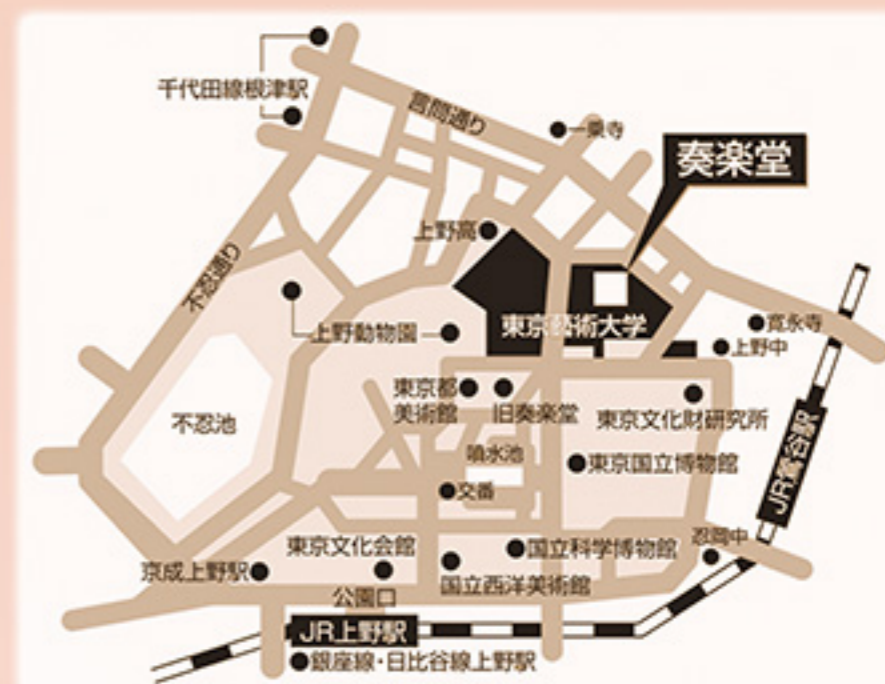 千代田線根津駅
言問通り
一乗寺
奏楽堂
上野高
不忍通り
上野動物園
東京藝術大学
寛永寺
上野中
東京都
美術館
旧奏楽堂
東京文化財研究所
不忍池
噴水池
東京国立博物館
JR鶯谷駅
交番
東京文化会館
国立科学博物館
忍岡中
京成上野駅
国立西洋美術館
公園口
JR上野駅
銀座線・日比谷線上野駅